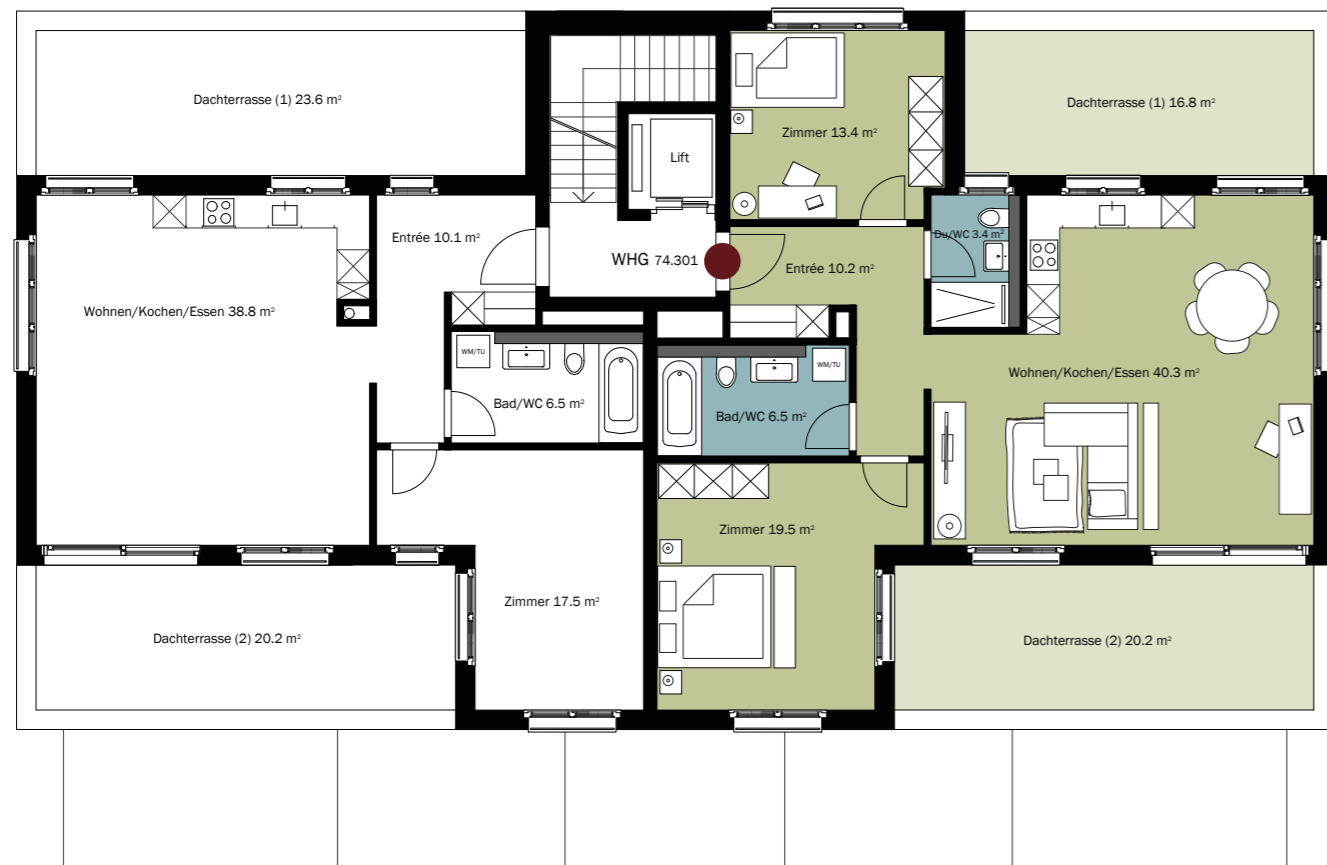 Dachterrasse (1) 23.6 m²
Dachterrasse (1) 16.8 m²
Zimmer 13.4 m²
Lift
Entrée 10.1 m²
Du/WC 3.4 m²
WHG 74.301
Entrée 10.2 m²
Wohnen/Kochen/Essen 38.8 m²
WM/TU
WM/TU
Wohnen/Kochen/Essen 40.3 m²
Bad/WC 6.5 m²
Bad/WC 6.5 m²
Zimmer 19.5 m²
Zimmer 17.5 m²
Dachterrasse (2) 20.2 m²
Dachterrasse (2) 20.2 m²